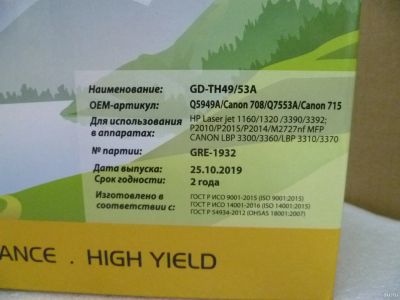 Наименование: GD-TH49/53A
OEM-артикул: Q5949A/Canon 708/Q7553A/Canon 715
Для использования в аппаратах: HP Laser jet 1160/1320 /3390/3392;
P2010/P2015/P2014/M2727nf MFP
CANON LBP 3300/3360/LBP 3310/3370
№ партии: GRE-1932
Дата выпуска: 25.10.2019
Срок годности: 2 года
Изготовлено в соответствии с: ГОСТ Р ИСО 9001-2015 (ISO 9001:2015)
ГОСТ Р ИСО 14001-2016 (ISO 14001:2015)
ГОСТ Р 54934-2012 (OHSAS 18001:2007)
ANCE . HIGH YIELD